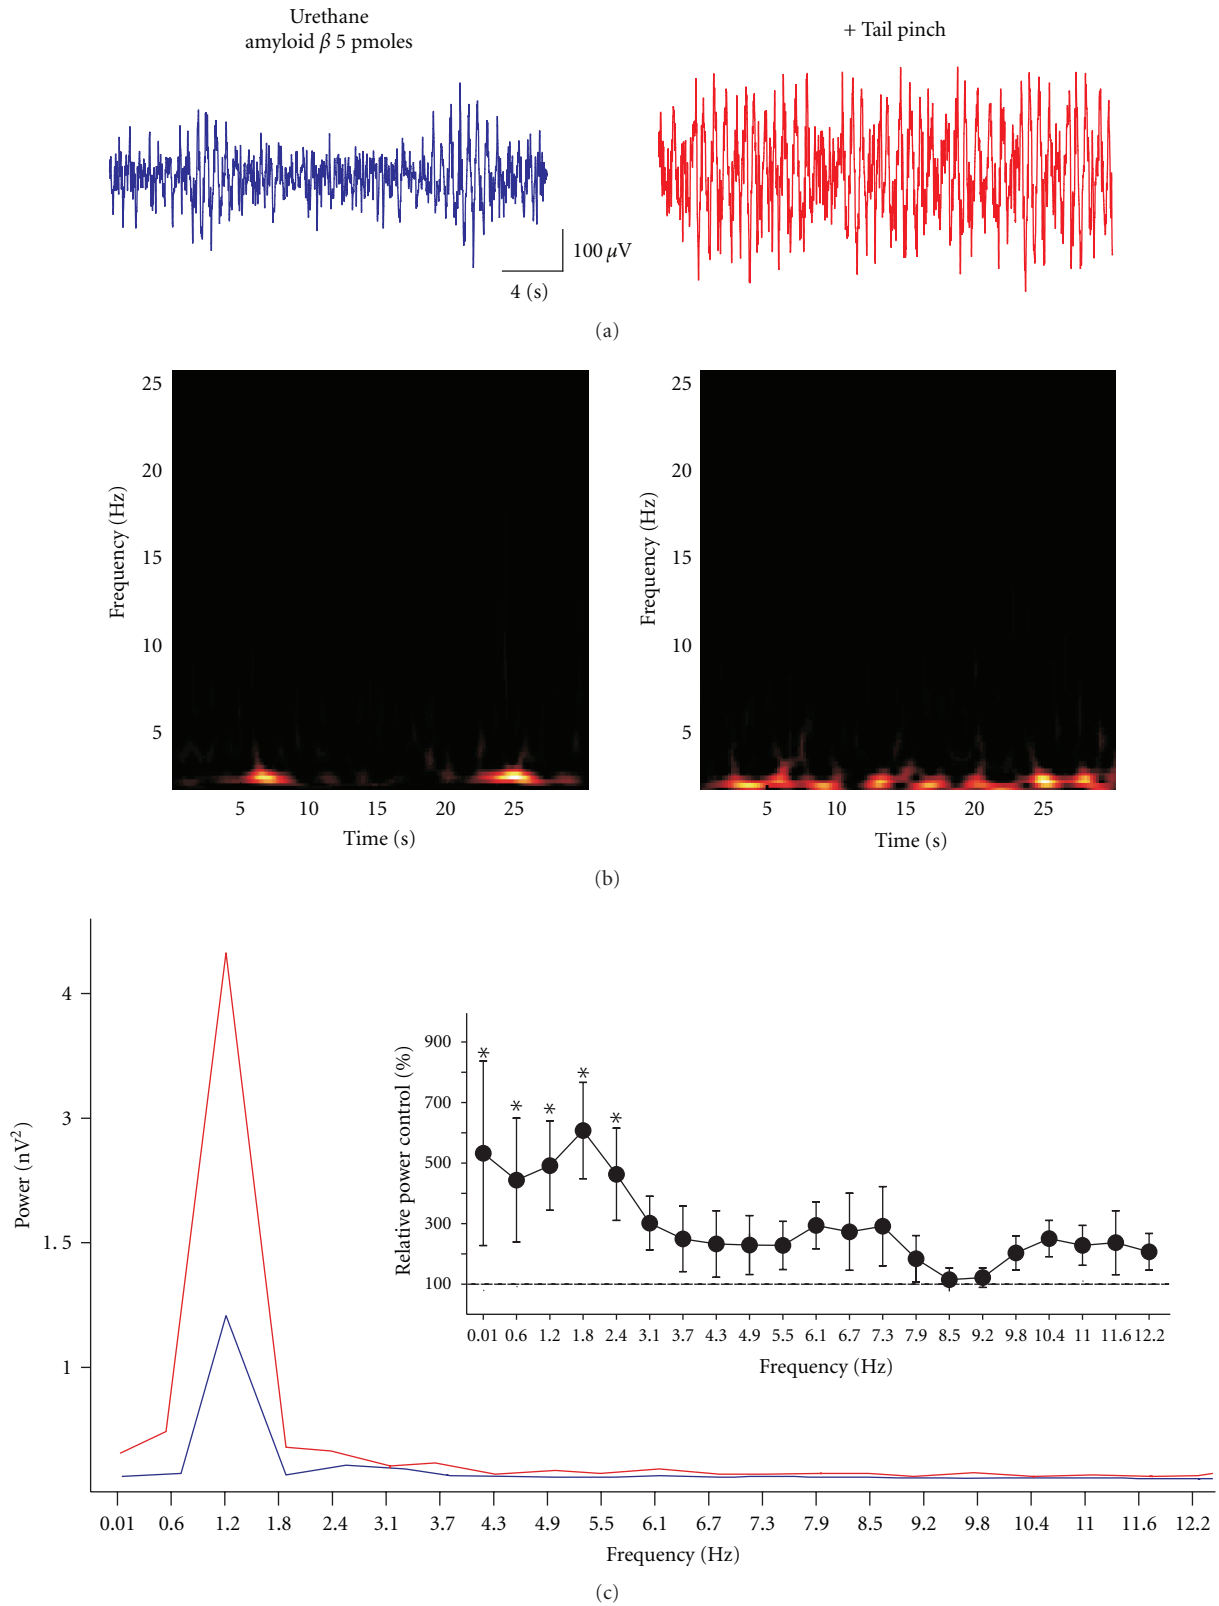 Urethane
amyloid β 5 pmoles
+ Tail pinch
100 μV
4 (s)
(a)
Frequency (Hz)
25
20
15
10
5
5 10 15 20 25
Time (s)
Frequency (Hz)
25
20
15
10
5
5 10 15 20 25
Time (s)
(b)
Power (nV²)
4
3
1.5
1
Relative power control (%)
900
700
500
300
100
* * * * *
0.01 0.6 1.2 1.8 2.4 3.1 3.7 4.3 4.9 5.5 6.1 6.7 7.3 7.9 8.5 9.2 9.8 10.4 11 11.6 12.2
Frequency (Hz)
0.01 0.6 1.2 1.8 2.4 3.1 3.7 4.3 4.9 5.5 6.1 6.7 7.3 7.9 8.5 9.2 9.8 10.4 11 11.6 12.2
Frequency (Hz)
(c)